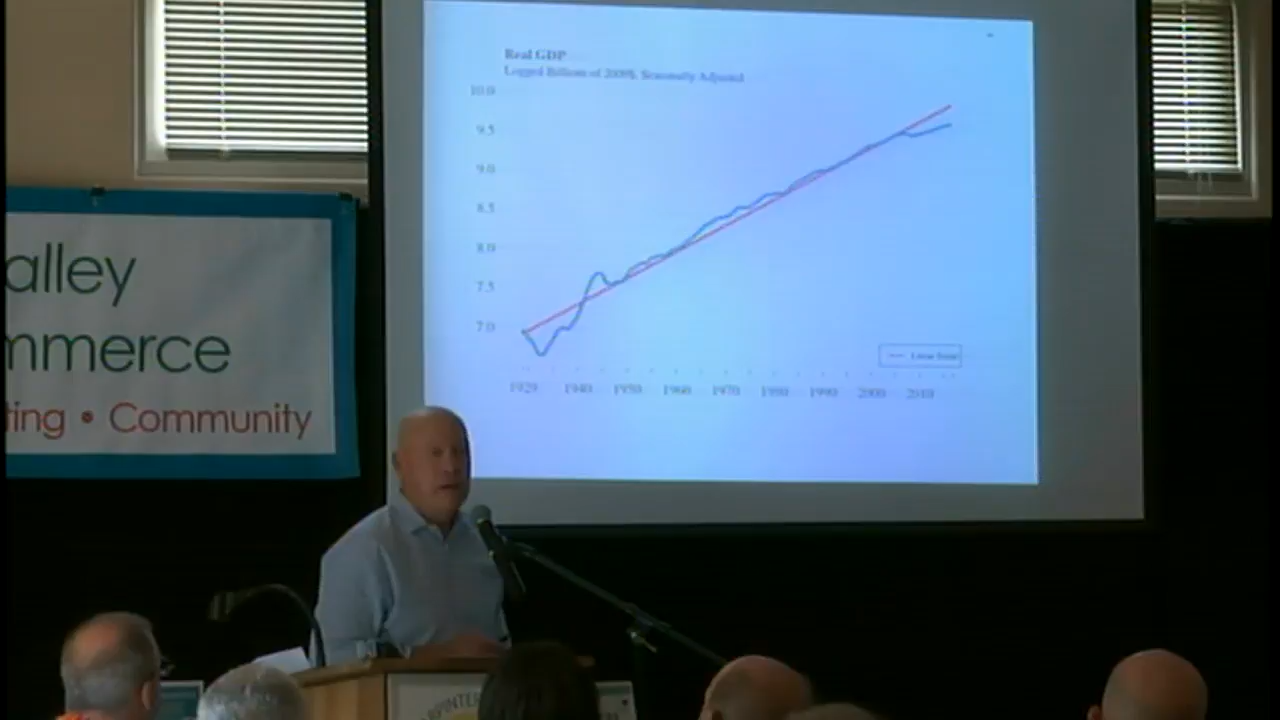 Real GDP
Logged Billions of 2009$, Seasonally Adjusted
10.0
9.5
9.0
8.5
8.0
7.5
7.0
Linear Trend
1929 1940 1950 1960 1970 1980 1990 2000 2010
alley
mmerce
ting • Community
RPINTER